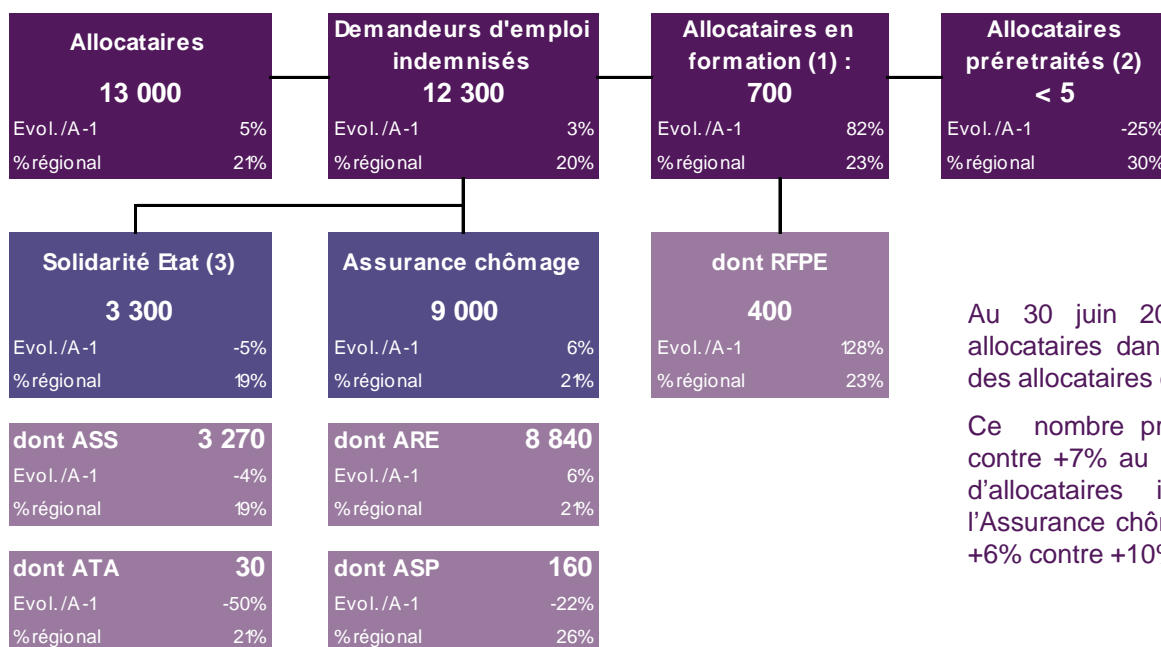 Allocataires
13 000
Evol./A-1 5%
% régional 21%
Demandeurs d'emploi
indemnisés
12 300
Evol./A-1 3%
% régional 20%
Allocataires en
formation (1) :
700
Evol./A-1 82%
% régional 23%
Allocataires
préretraités (2)
< 5
Evol./A-1 -25%
% régional 30%
Solidarité Etat (3)
3 300
Evol./A-1 -5%
% régional 19%
Assurance chômage
9 000
Evol./A-1 6%
% régional 21%
dont RFPE
400
Evol./A-1 128%
% régional 23%
dont ASS 3 270
Evol./A-1 -4%
% régional 19%
dont ARE 8 840
Evol./A-1 6%
% régional 21%
dont ATA 30
Evol./A-1 -50%
% régional 21%
dont ASP 160
Evol./A-1 -22%
% régional 26%
Au 30 juin
allocataires
des allocataires
Ce nombre
contre +7% au
d'allocataires
+6% contre